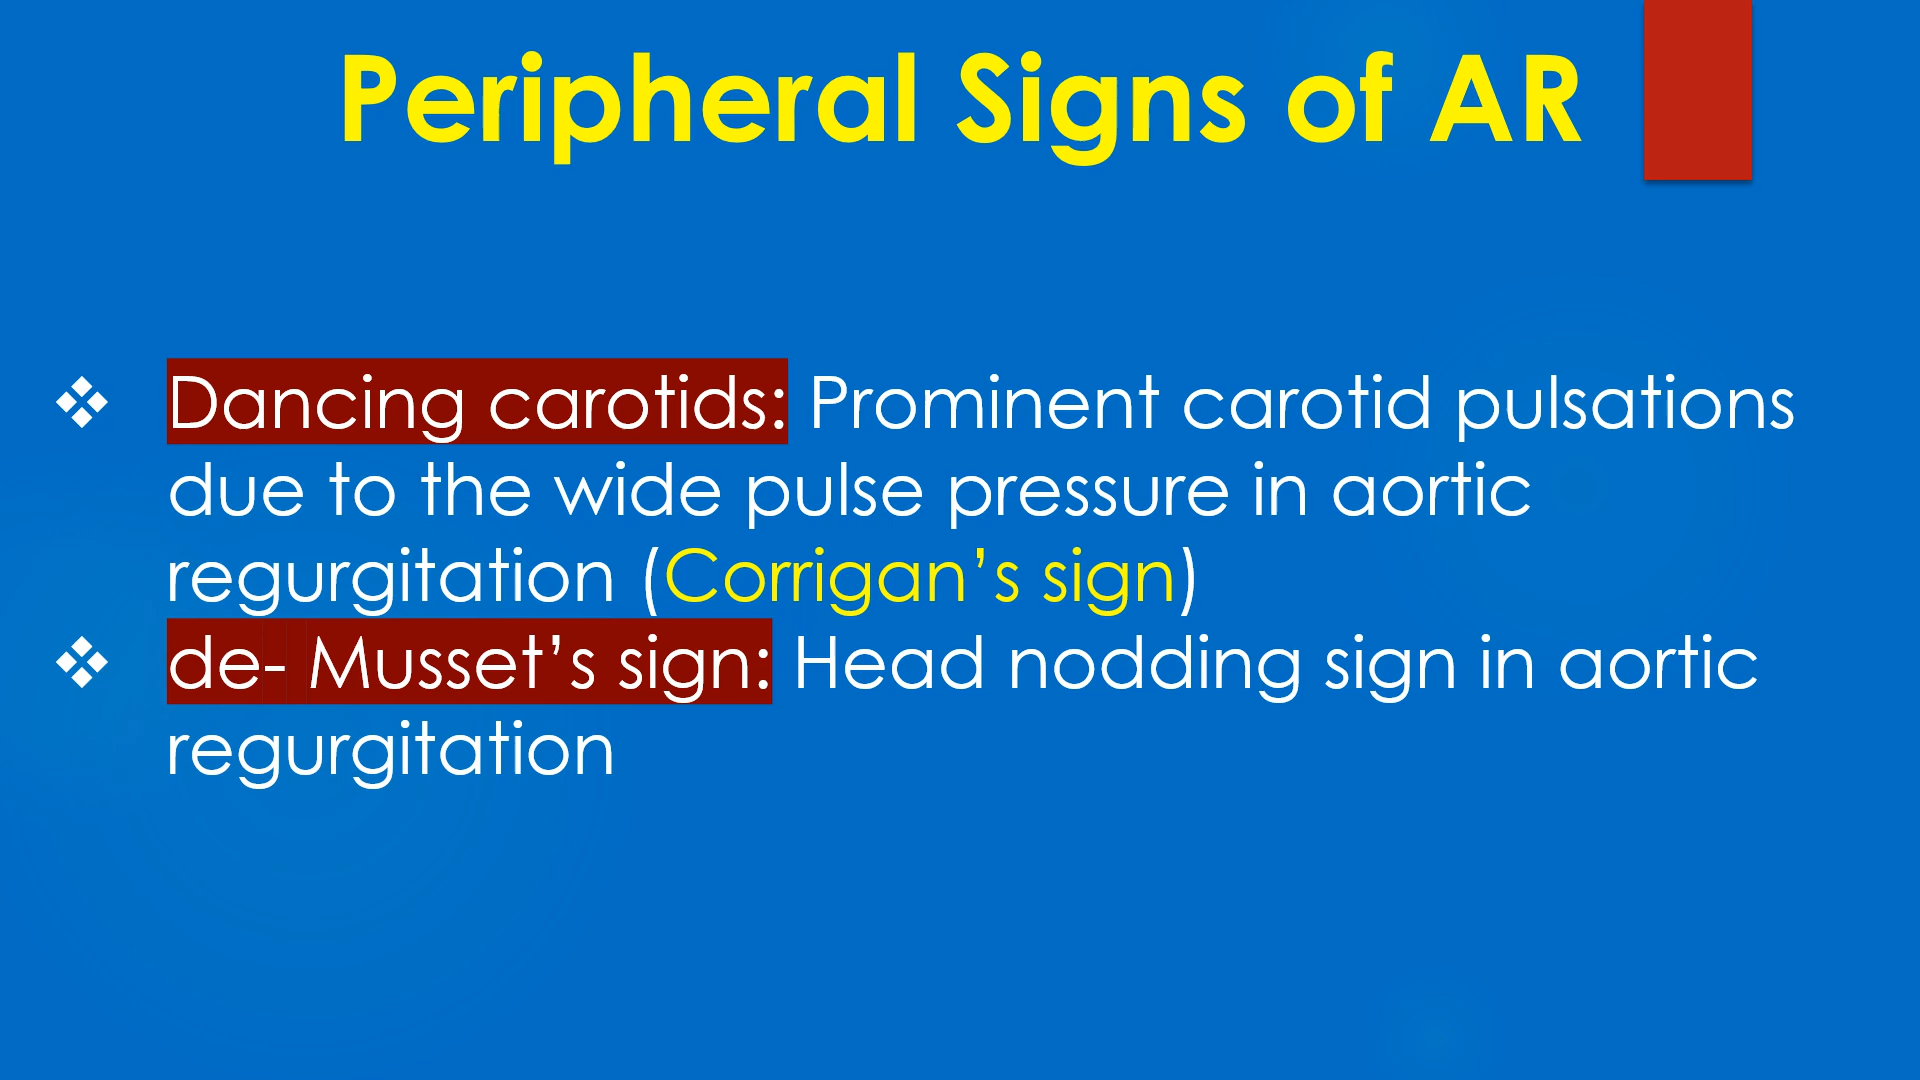 Peripheral Signs of AR
❖ Dancing carotids: Prominent carotid pulsations
due to the wide pulse pressure in aortic
regurgitation (Corrigan’s sign)
❖ de- Musset’s sign: Head nodding sign in aortic
regurgitation